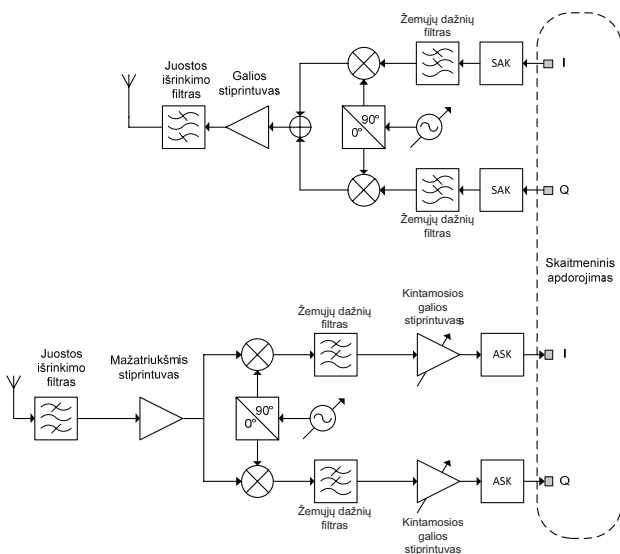 Žemųjų dažnių
filtras
SAK
I
Juostos
išrinkimo
filtras
Galios
stiprintuvas
90°
0°
SAK
Q
Žemųjų dažnių
filtras
Skaitmeninis
apdorojimas
Žemųjų dažnių
filtras
Kintamosios
galios
stiprintuvas
ASK
I
Juostos
išrinkimo
filtras
Mažatriukšmis
stiprintuvas
90°
0°
ASK
Q
Žemųjų dažnių
filtras
Kintamosios
galios
stiprintuvas